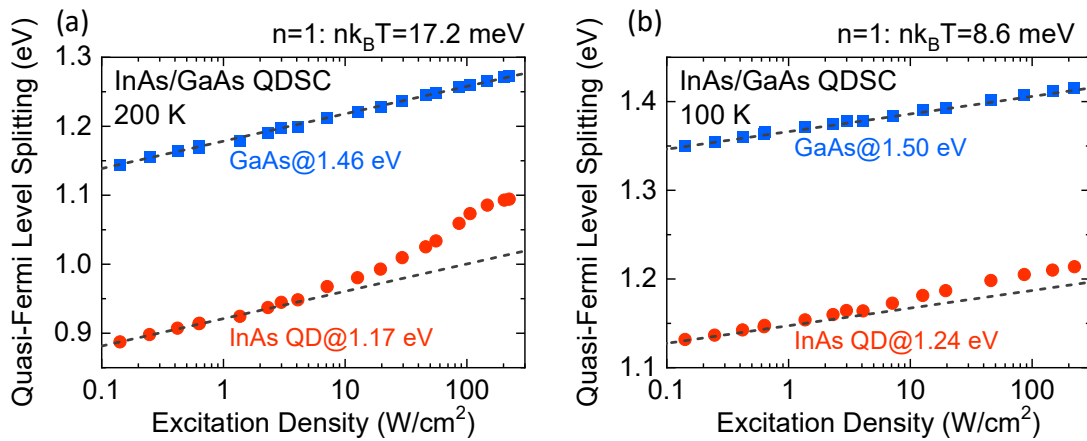 (a)
n=1: nk_BT=17.2 meV
Quasi-Fermi Level Splitting (eV)
1.3
1.2
1.1
1.0
0.9
InAs/GaAs QDSC
200 K
GaAs@1.46 eV
InAs QD@1.17 eV
0.1
1
10
100
Excitation Density (W/cm²)
(b)
n=1: nk_BT=8.6 meV
Quasi-Fermi Level Splitting (eV)
1.4
1.3
1.2
1.1
InAs/GaAs QDSC
100 K
GaAs@1.50 eV
InAs QD@1.24 eV
0.1
1
10
100
Excitation Density (W/cm²)